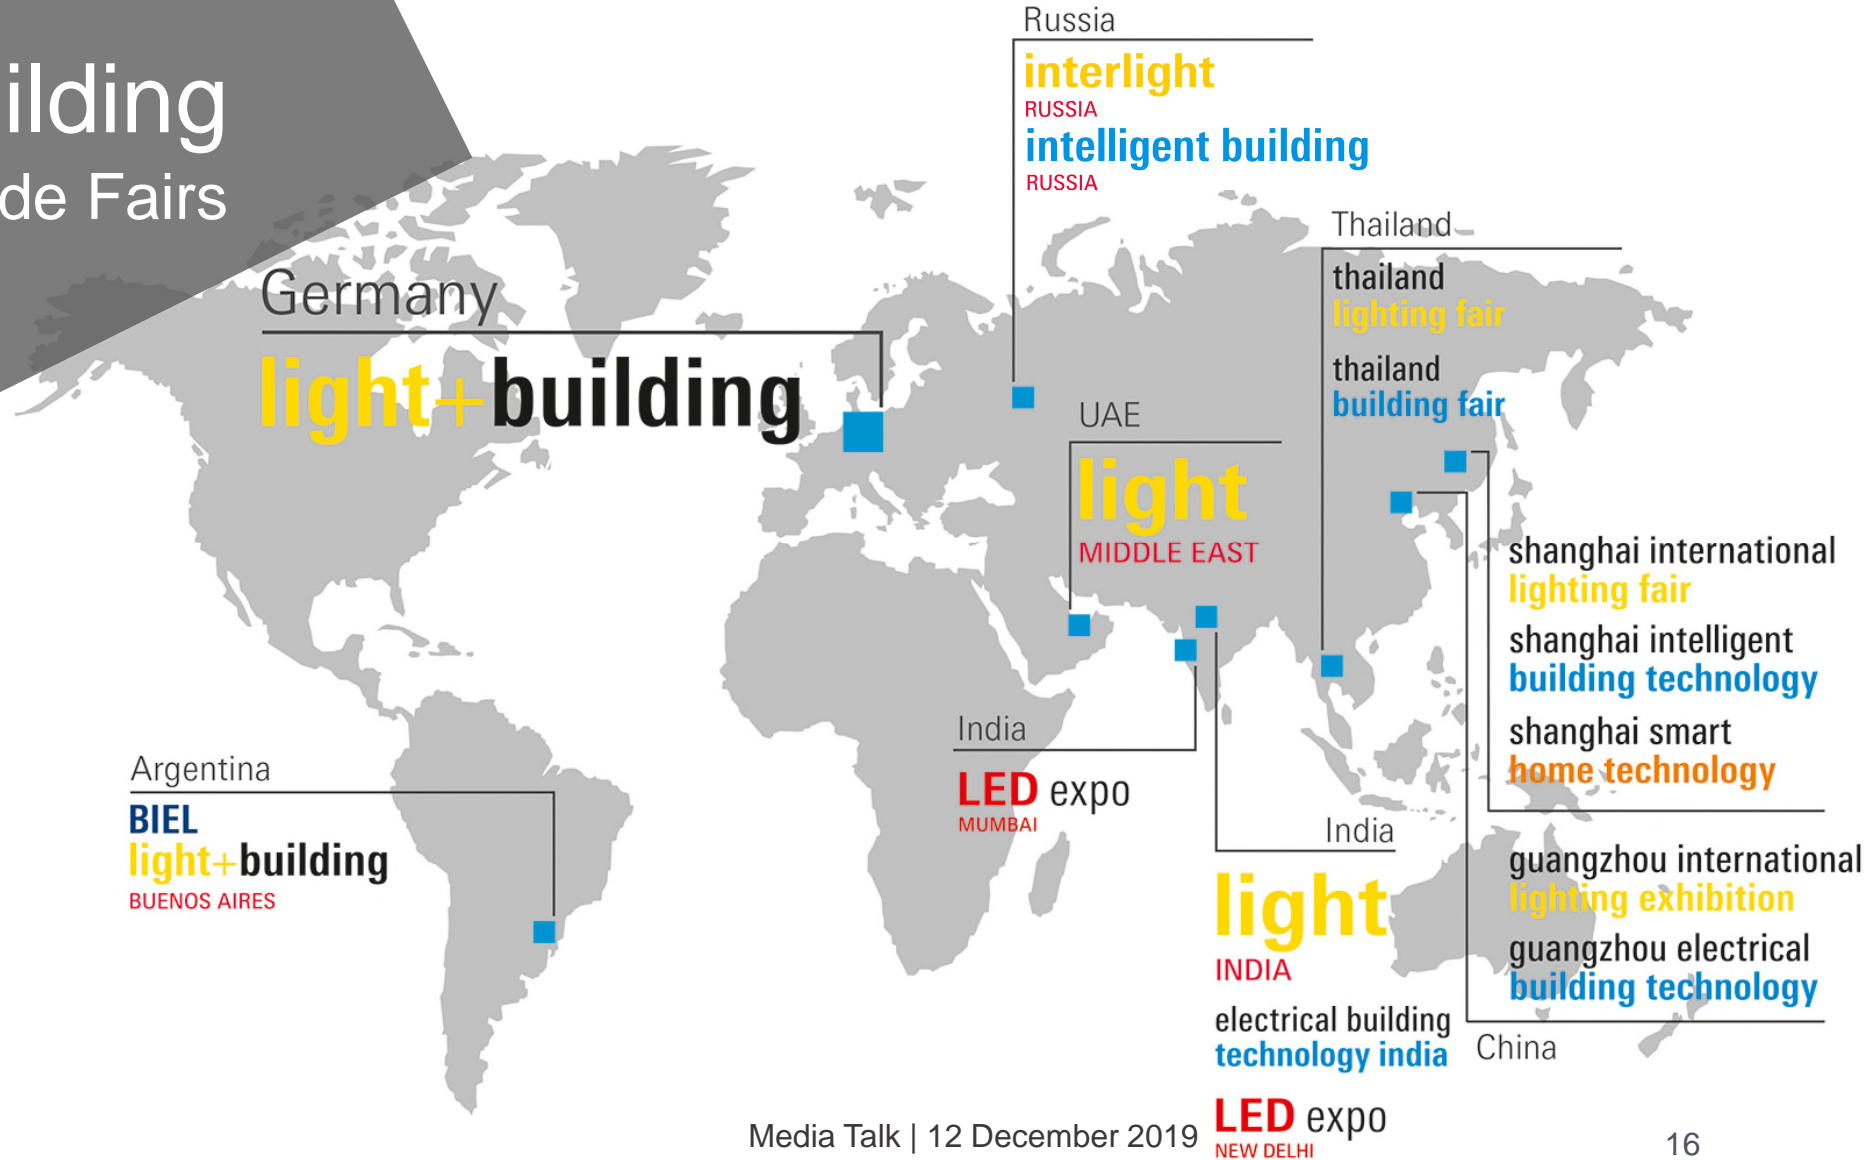 ilding
de Fairs
Russia
interlight
RUSSIA
intelligent building
RUSSIA
Thailand
thailand
lighting fair
thailand
building fair
Germany
light+building
UAE
light
MIDDLE EAST
shanghai international
lighting fair
shanghai intelligent
building technology
shanghai smart
home technology
guangzhou international
lighting exhibition
guangzhou electrical
building technology
China
India
LED expo
MUMBAI
India
light
INDIA
electrical building
technology india
LED expo
NEW DELHI
Argentina
BIEL
light+building
BUENOS AIRES
Media Talk | 12 December 2019
16